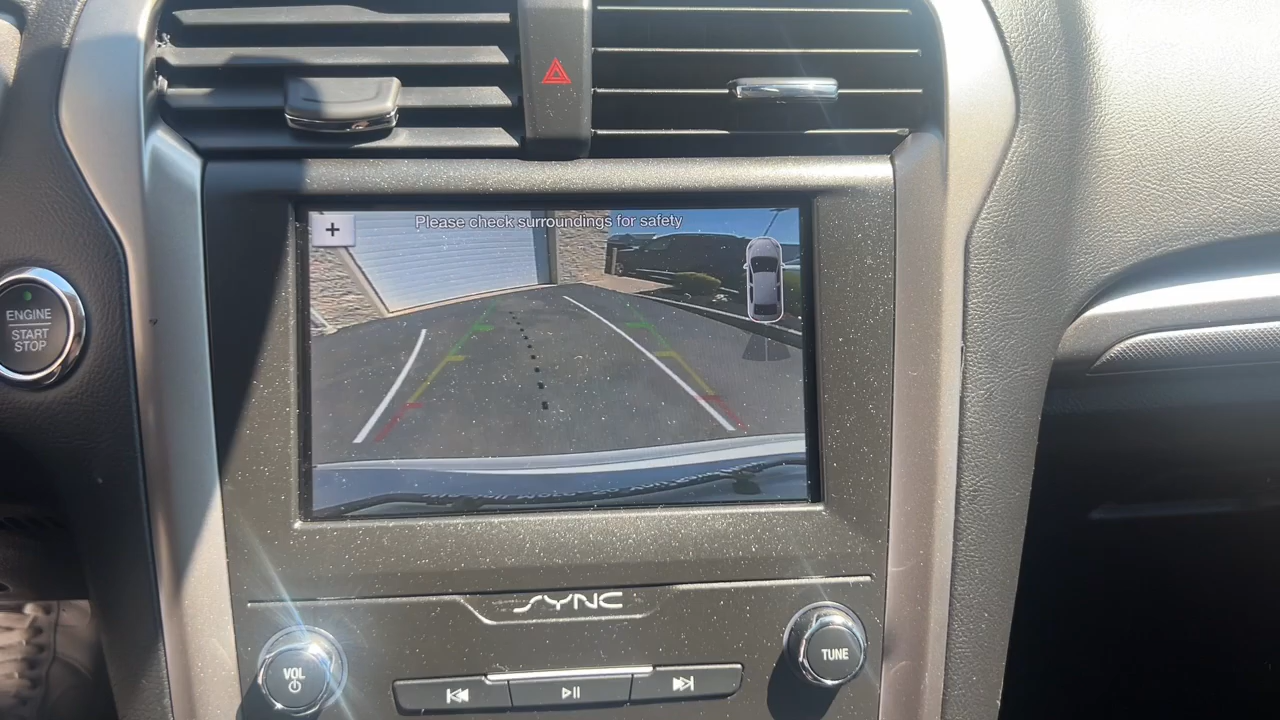 +
Please check surroundings for safety
ENGINE
START
STOP
SYNC
VOL
TUNE